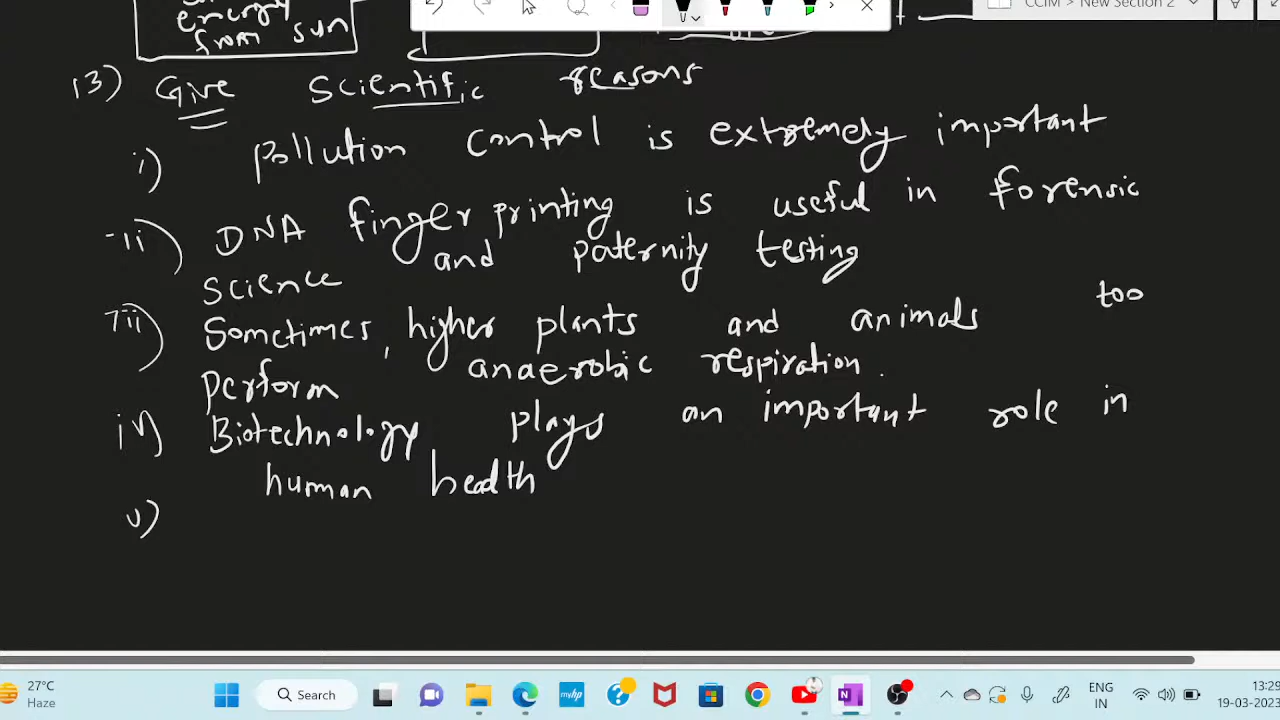 energy
from sun
CCIM > New Section 2
13) Give Scientific reasons
i) Pollution control is extremely important
ii) DNA finger printing is useful in forensic
science and paternity testing
iii) Sometimes, higher plants and animals too
perform anaerobic respiration.
iv) Biotechnology plays an important role in
human health
v)
27°C
Haze
Search
myhp
ENG
IN
13:29
19-03-2023